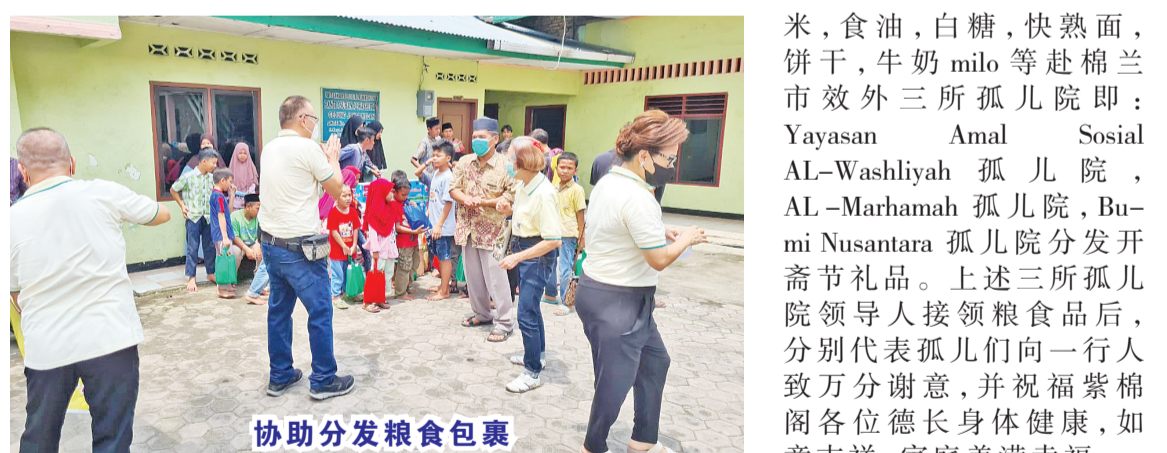 协助分发粮食包裹
米,食油,白糖,快熟面,
饼干,牛奶milo等赴棉兰
市效外三所孤儿院即:
Yayasan Amal Sosial
AL-Washliyah 孤儿院,
AL-Marhamah 孤儿院,Bu-
mi Nusantara 孤儿院分发开
斋节礼品。上述三所孤儿
院领导人接领粮食品后,
分别代表孤儿们向一行人
致万分谢意,并祝福紫棉
阁各位德长身体健康,如